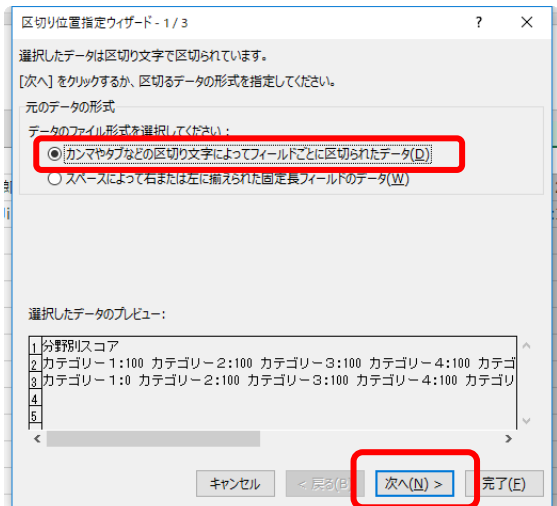 区切り位置指定ウィザード - 1 / 3
選択したデータは区切り文字で区切られています。
[次へ] をクリックするか、区切るデータの形式を指定してください。
元のデータの形式
データのファイル形式を選択してください:
カンマやタブなどの区切り文字によってフィールドごとに区切られたデータ(D)
スペースによって右または左に揃えられた固定長フィールドのデータ(W)
選択したデータのプレビュー:
1 分野別スコア
2 カテゴリー1:100 カテゴリー2:100 カテゴリー3:100 カテゴリー4:100 カテゴ
3 カテゴリー1:0 カテゴリー2:100 カテゴリー3:100 カテゴリー4:100 カテゴリ
4
5
キャンセル < 戻る(B 次へ(N) > 完了(F)